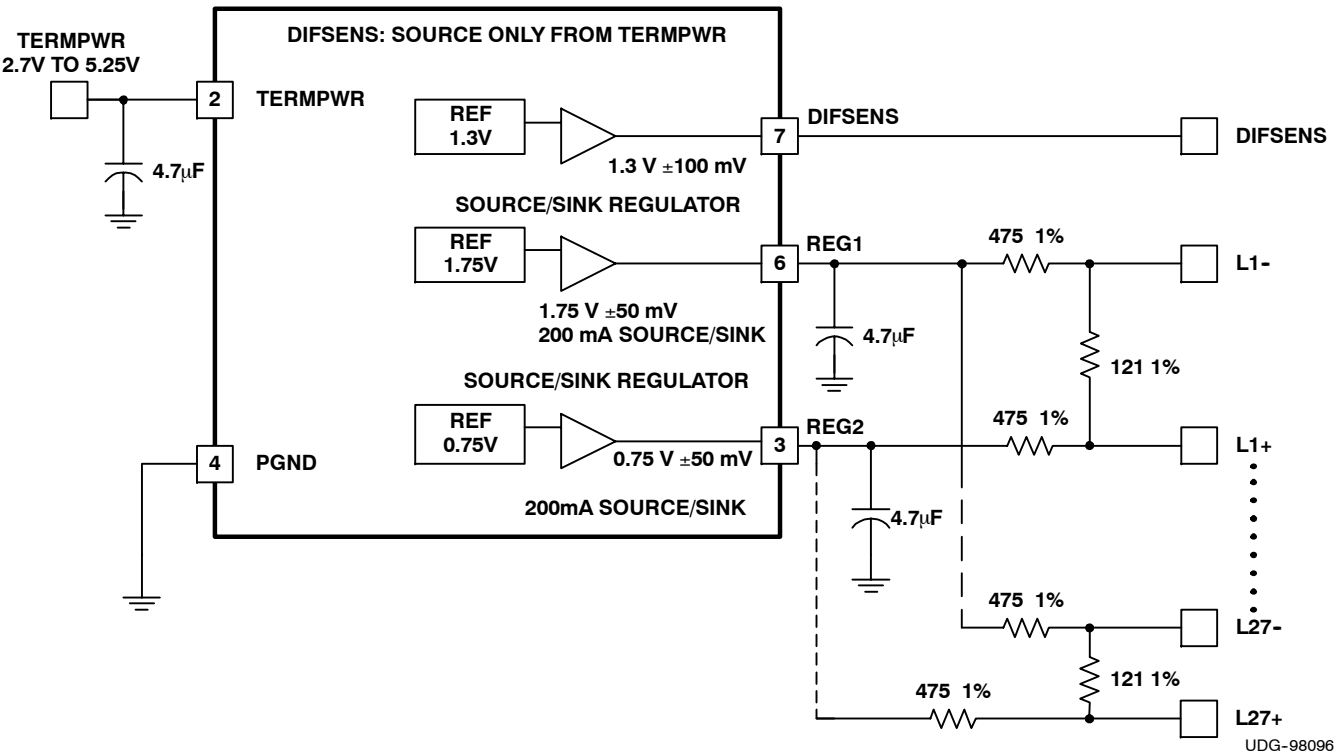 DIFSENS: SOURCE ONLY FROM TERMPWR
TERMPWR
2.7V TO 5.25V
2
TERMPWR
4.7μF
REF
1.3V
7
DIFSENS
DIFSENS
1.3 V ±100 mV
SOURCE/SINK REGULATOR
REF
1.75V
6
REG1
475 1%
L1-
1.75 V ±50 mV
200 mA SOURCE/SINK
4.7μF
121 1%
SOURCE/SINK REGULATOR
REF
0.75V
3
REG2
475 1%
L1+
0.75 V ±50 mV
4
PGND
200mA SOURCE/SINK
4.7μF
475 1%
L27-
121 1%
475 1%
L27+
UDG-98096